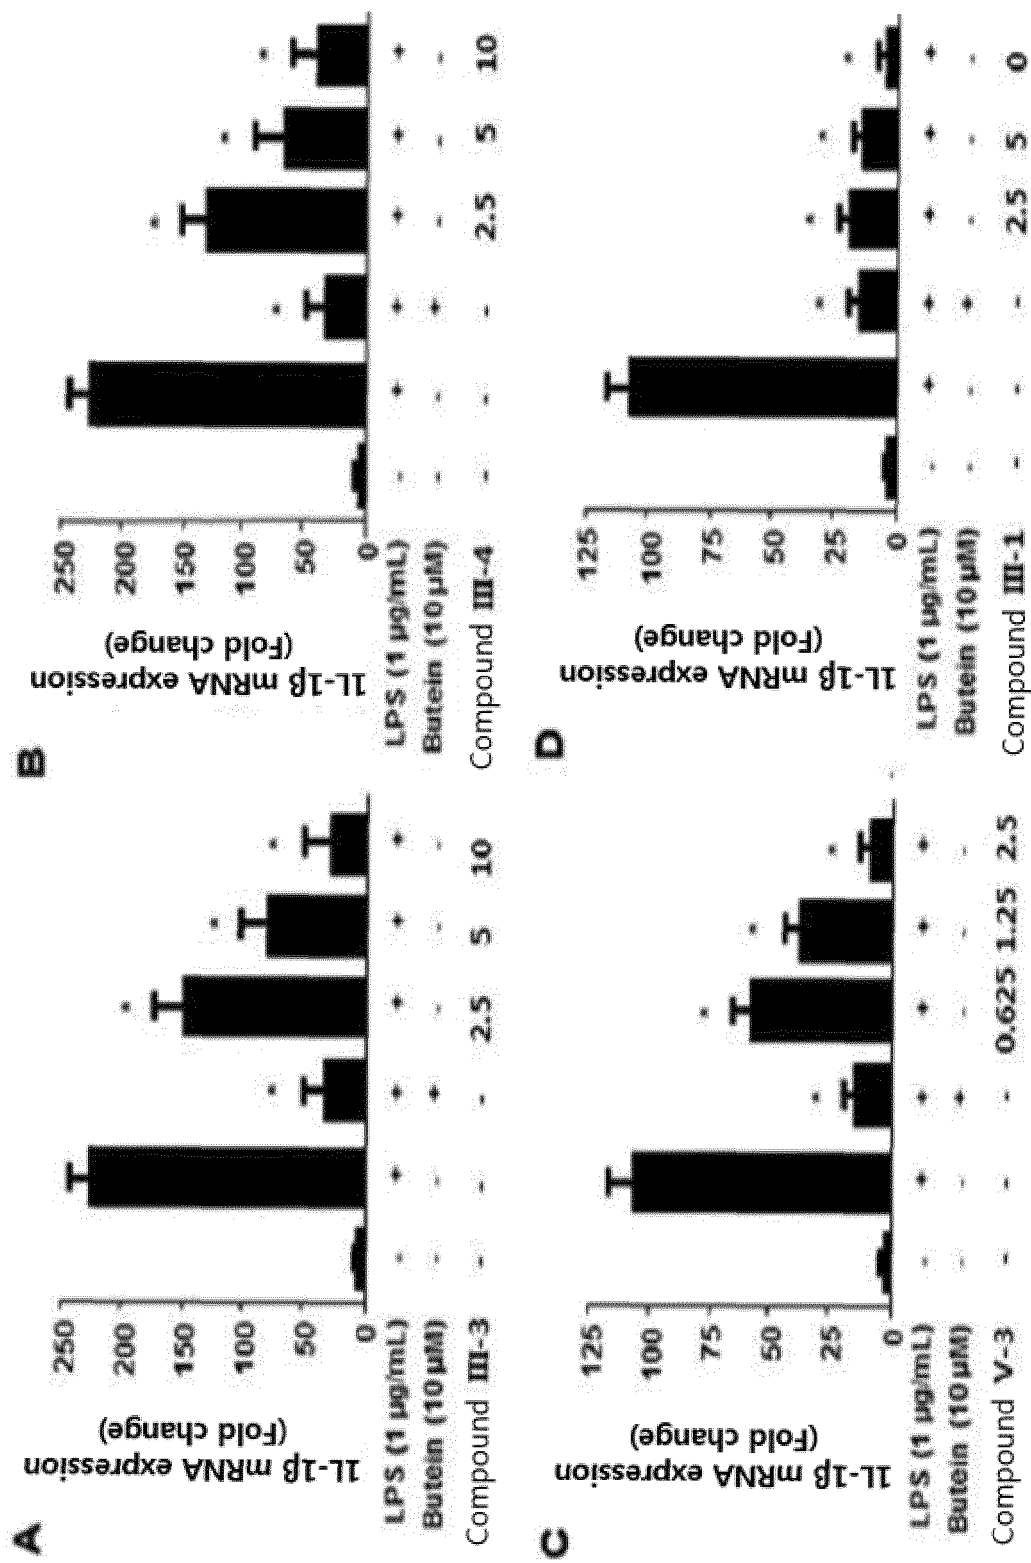 A
1L-1β mRNA expression
(Fold change)
250
200
150
100
50
0
LPS (1 µg/mL) - + + + + +
Butein (10 µM) - - + - - -
Compound III-3 - - - 2.5 5 10
B
1L-1β mRNA expression
(Fold change)
250
200
150
100
50
0
LPS (1 µg/mL) - + + + + +
Butein (10 µM) - - + - - -
Compound III-4 - - - 2.5 5 10
C
1L-1β mRNA expression
(Fold change)
125
100
75
50
25
0
LPS (1 µg/mL) - + + + + +
Butein (10 µM) - - + - - -
Compound V-3 - - - 0.625 1.25 2.5
D
1L-1β mRNA expression
(Fold change)
125
100
75
50
25
0
LPS (1 µg/mL) - + + + + +
Butein (10 µM) - - + - - -
Compound III-1 - - - 2.5 5 0